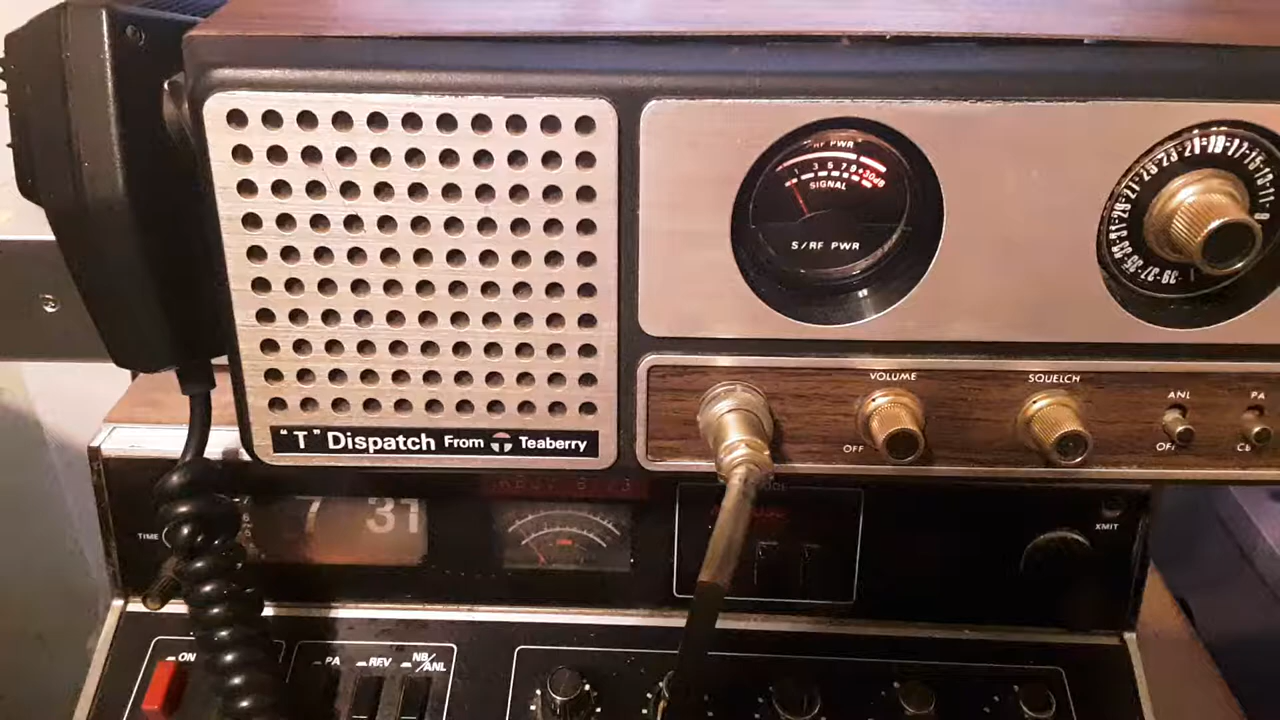 RF PWR
1 3 5 7 9 +30dB
SIGNAL
S/RF PWR
"T" Dispatch From Teaberry
VOLUME
OFF
SQUELCH
ANL
OFF
PA
CB
TIME
7 31
XMIT
ON
PA
REV
NB/
ANL